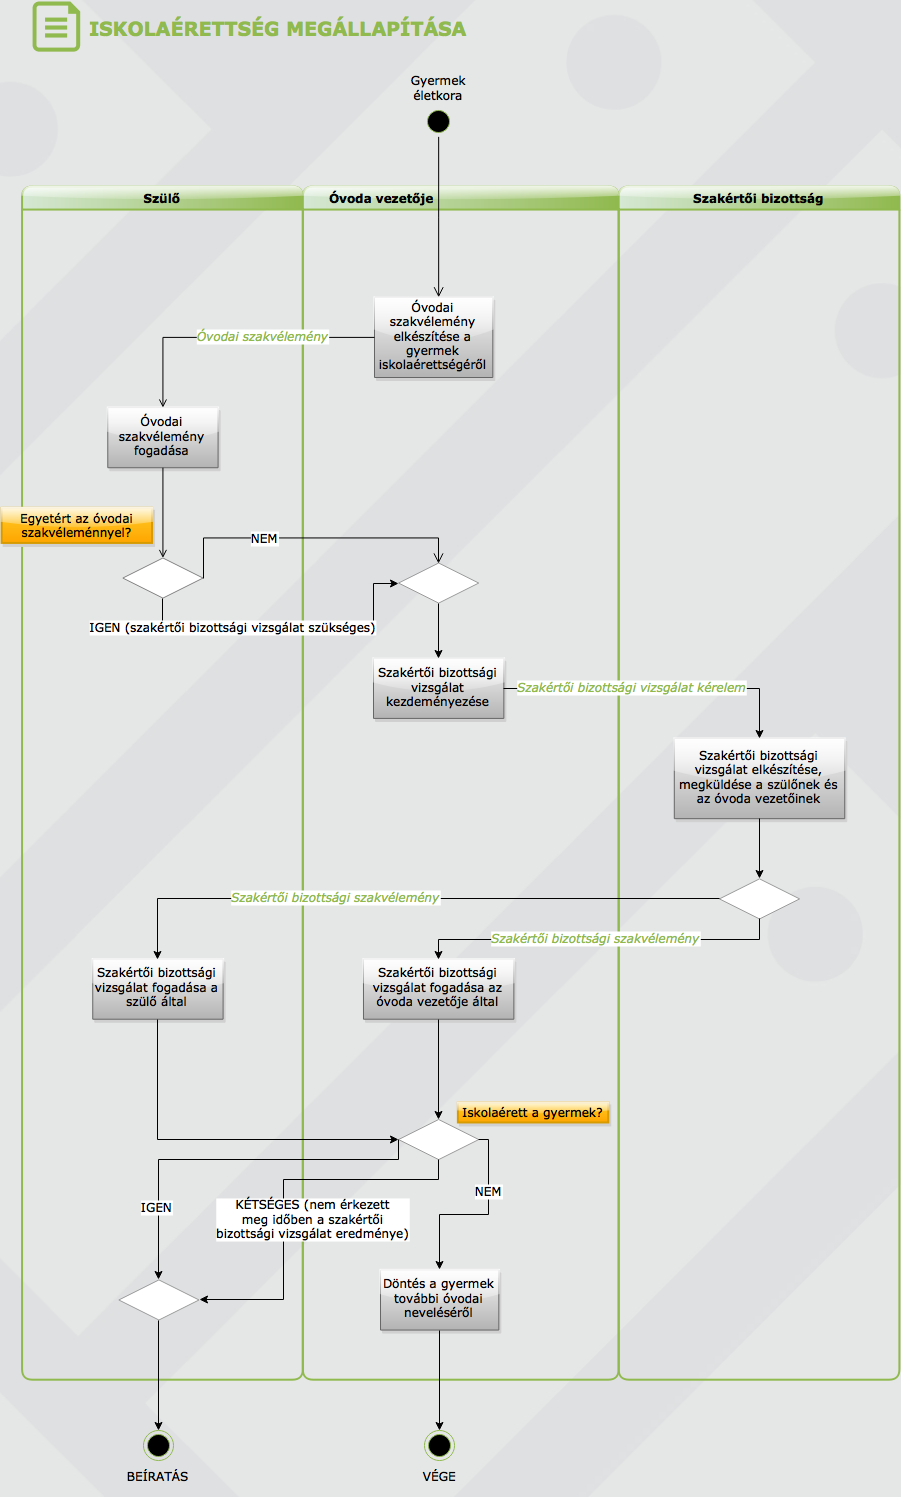 ISKOLAÉRETTSÉG MEGÁLLAPÍTÁSA
Gyermek
életkora
Szülő
Óvoda vezetője
Szakértői bizottság
Óvodai
szakvélemény
elkészítése a
gyermek
iskolaérettségéről
Óvodai szakvélemény
Óvodai
szakvélemény
fogadása
Egyetért az óvodai
szakvéleménnyel?
NEM
IGEN (szakértői bizottsági vizsgálat szükséges)
Szakértői bizottsági
vizsgálat
kezdeményezése
Szakértői bizottsági vizsgálat kérelem
Szakértői bizottsági
vizsgálat elkészítése,
megküldése a szülőnek és
az óvoda vezetőinek
Szakértői bizottsági szakvélemény
Szakértői bizottsági szakvélemény
Szakértői bizottsági
vizsgálat fogadása a
szülő által
Szakértői bizottsági
vizsgálat fogadása az
óvoda vezetője által
Iskolaérett a gyermek?
IGEN
KÉTSÉGES (nem érkezett
meg időben a szakértői
bizottsági vizsgálat eredménye)
NEM
Döntés a gyermek
további óvodai
neveléséről
BEÍRATÁS
VÉGE